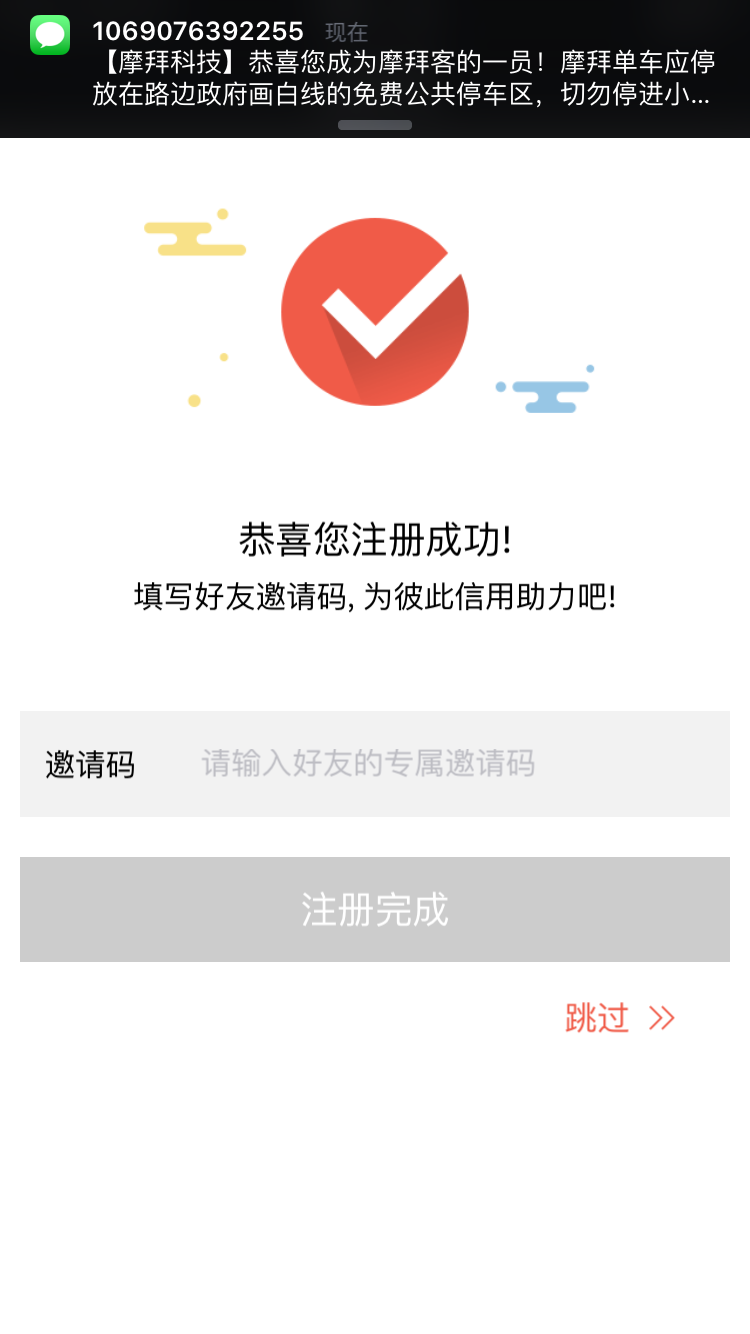 1069076392255 现在
【摩拜科技】恭喜您成为摩拜客的一员！摩拜单车应停
放在路边政府画白线的免费公共停车区，切勿停进小...
恭喜您注册成功!
填写好友邀请码, 为彼此信用助力吧!
邀请码 请输入好友的专属邀请码
注册完成
跳过